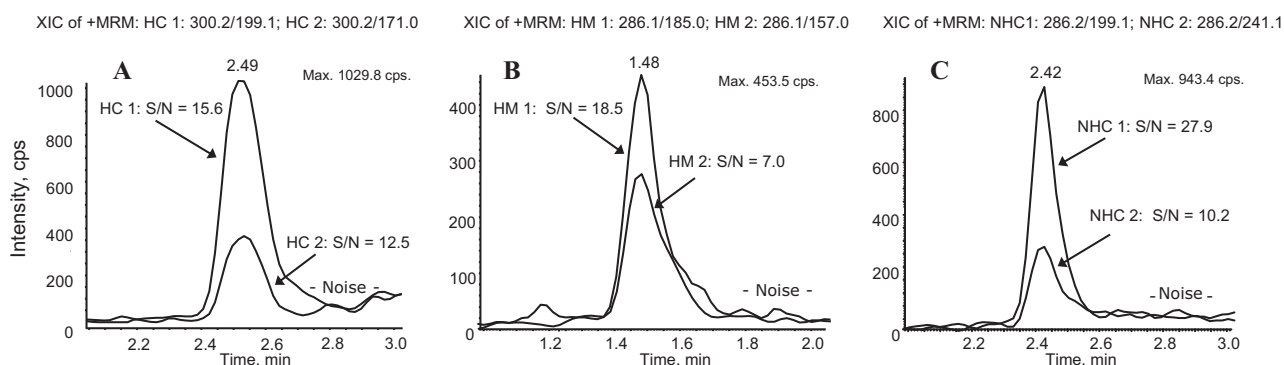 XIC of +MRM: HC 1: 300.2/199.1; HC 2: 300.2/171.0
A
2.49
Max. 1029.8 cps.
HC 1: S/N = 15.6
HC 2: S/N = 12.5
- Noise -
Intensity, cps
1000
800
600
400
200
0
2.2
2.4
2.6
2.8
3.0
Time, min
XIC of +MRM: HM 1: 286.1/185.0; HM 2: 286.1/157.0
B
1.48
Max. 453.5 cps.
HM 1: S/N = 18.5
HM 2: S/N = 7.0
- Noise -
400
300
200
100
0
1.2
1.4
1.6
1.8
2.0
Time, min
XIC of +MRM: NHC1: 286.2/199.1; NHC 2: 286.2/241.1
C
2.42
Max. 943.4 cps.
NHC 1: S/N = 27.9
NHC 2: S/N = 10.2
- Noise -
800
600
400
200
0
2.2
2.4
2.6
2.8
3.0
Time, min